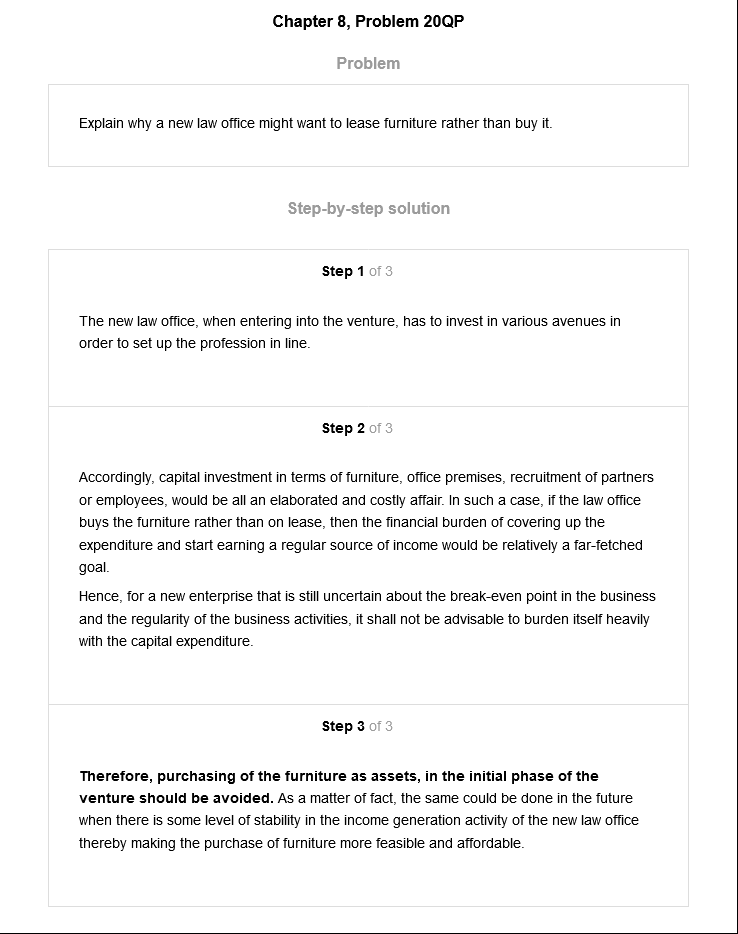 Chapter 8, Problem 20QP
Problem
Explain why a new law office might want to lease furniture rather than buy it.
Step-by-step solution
Step 1 of 3
The new law office, when entering into the venture, has to invest in various avenues in
order to set up the profession in line.
Step 2 of 3
Accordingly, capital investment in terms of furniture, office premises, recruitment of partners
or employees, would be all an elaborated and costly affair. In such a case, if the law office
buys the furniture rather than on lease, then the financial burden of covering up the
expenditure and start earning a regular source of income would be relatively a far-fetched
goal.
Hence, for a new enterprise that is still uncertain about the break-even point in the business
and the regularity of the business activities, it shall not be advisable to burden itself heavily
with the capital expenditure.
Step 3 of 3
Therefore, purchasing of the furniture as assets, in the initial phase of the
venture should be avoided. As a matter of fact, the same could be done in the future
when there is some level of stability in the income generation activity of the new law office
thereby making the purchase of furniture more feasible and affordable.